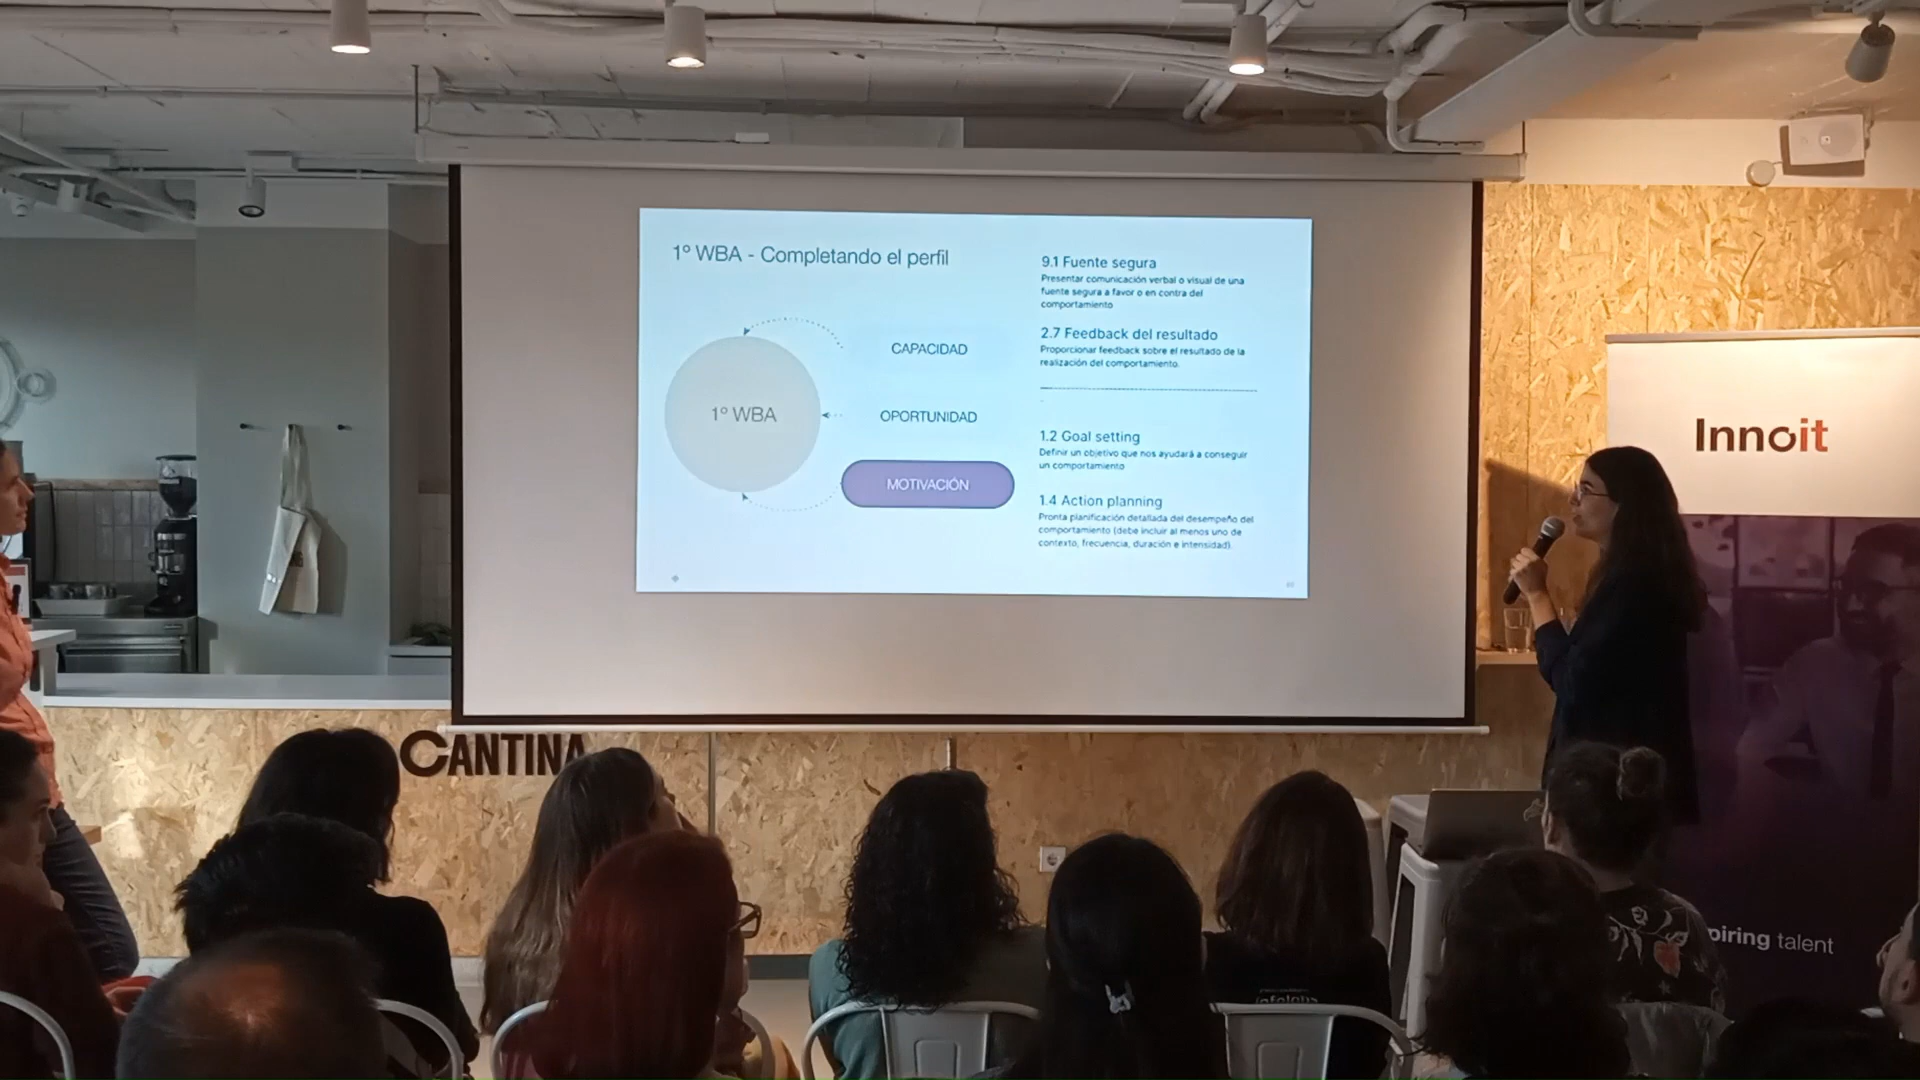 1º WBA - Completando el perfil
1º WBA
CAPACIDAD
OPORTUNIDAD
MOTIVACIÓN
9.1 Fuente segura
Presentar comunicación verbal o visual de una
fuente segura a favor o en contra del
comportamiento
2.7 Feedback del resultado
Proporcionar feedback sobre el resultado de la
realización del comportamiento.
1.2 Goal setting
Definir un objetivo que nos ayudará a conseguir
un comportamiento
1.4 Action planning
Pronta planificación detallada del desempeño del
comportamiento (debe incluir al menos uno de
contexto, frecuencia, duración e intensidad).
Innoit
piring talent
CANTINA